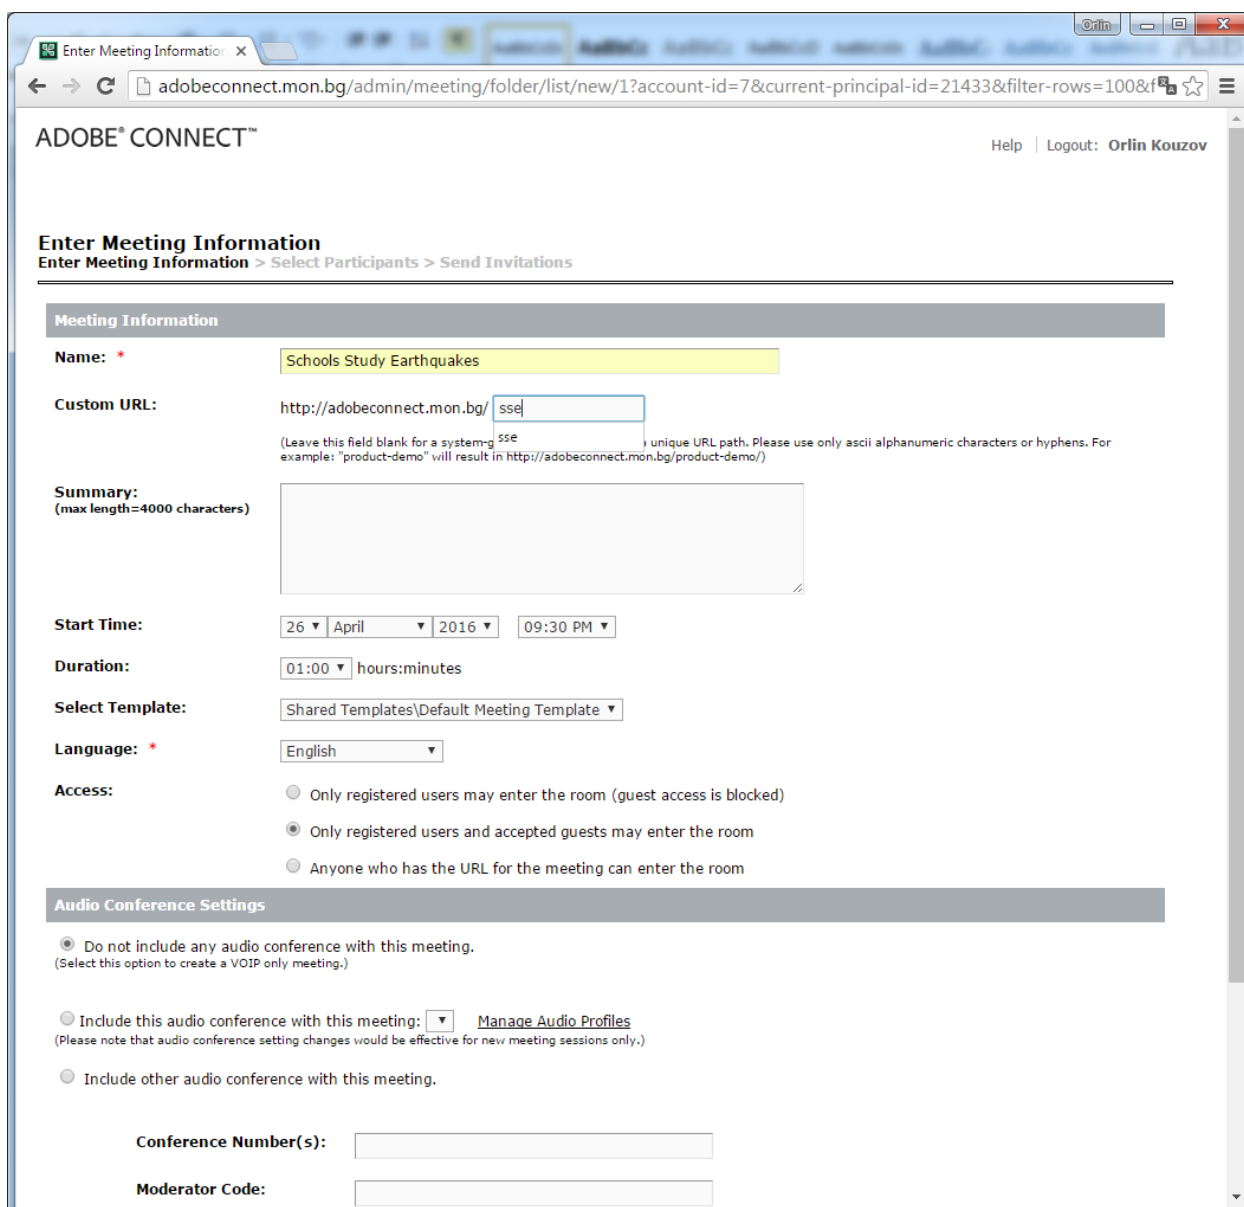 Orlin
Enter Meeting Information
adobeconnect.mon.bg/admin/meeting/folder/list/new/1?account-id=7&current-principal-id=21433&filter-rows=100&f
ADOBE® CONNECT™
Help Logout: Orlin Kouzov
Enter Meeting Information
Enter Meeting Information > Select Participants > Send Invitations
Meeting Information
Name: * Schools Study Earthquakes
Custom URL: http://adobeconnect.mon.bg/ sse
sse
(Leave this field blank for a system-g unique URL path. Please use only ascii alphanumeric characters or hyphens. For
example: "product-demo" will result in http://adobeconnect.mon.bg/product-demo/)
Summary:
(max length=4000 characters)
Start Time: 26 April 2016 09:30 PM
Duration: 01:00 hours:minutes
Select Template: Shared Templates\Default Meeting Template
Language: * English
Access: Only registered users may enter the room (guest access is blocked)
Only registered users and accepted guests may enter the room
Anyone who has the URL for the meeting can enter the room
Audio Conference Settings
Do not include any audio conference with this meeting.
(Select this option to create a VOIP only meeting.)
Include this audio conference with this meeting: Manage Audio Profiles
(Please note that audio conference setting changes would be effective for new meeting sessions only.)
Include other audio conference with this meeting.
Conference Number(s):
Moderator Code: